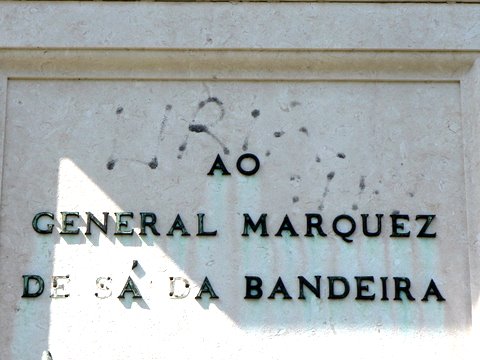 AO
GENERAL MARQUEZ
DE SÁ DA BANDEIRA